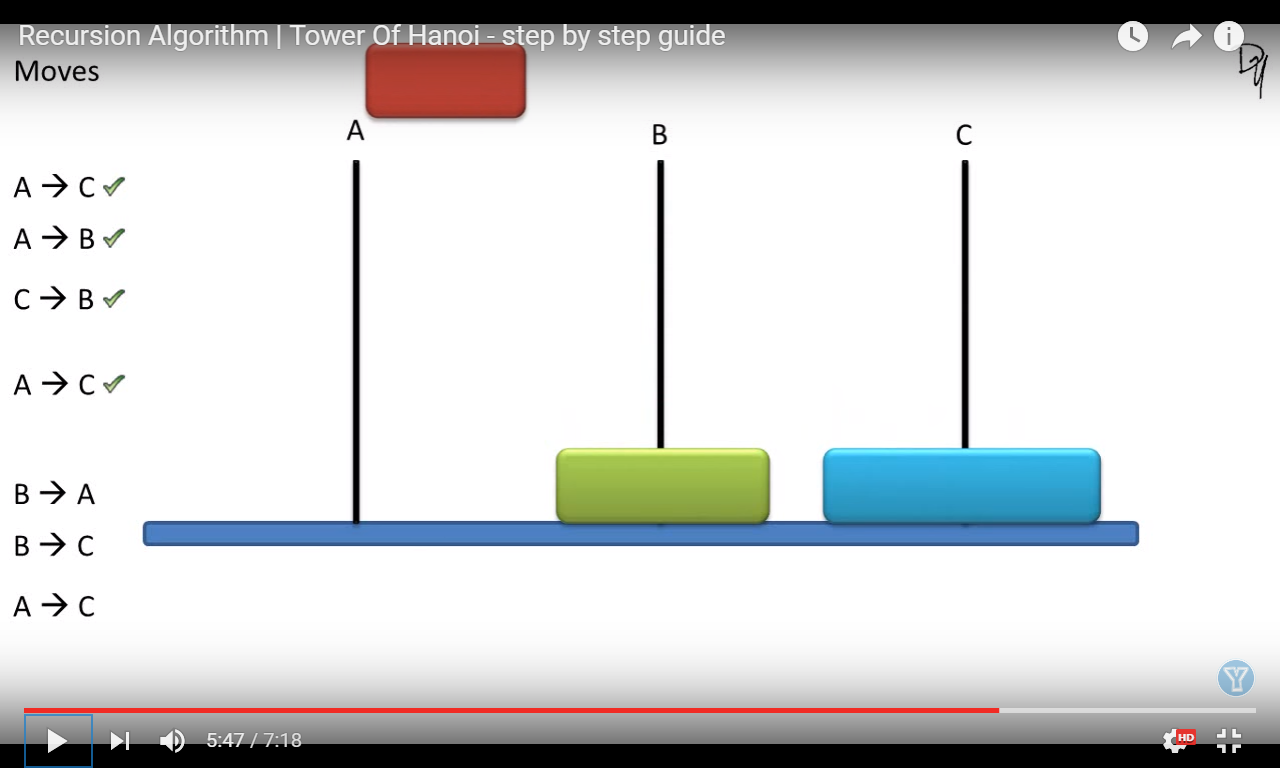 Recursion Algorithm | Tower Of Hanoi - step by step guide
Moves
A
B
C
A → C ✓
A → B ✓
C → B ✓
A → C ✓
B → A
B → C
A → C
5:47 / 7:18
HD